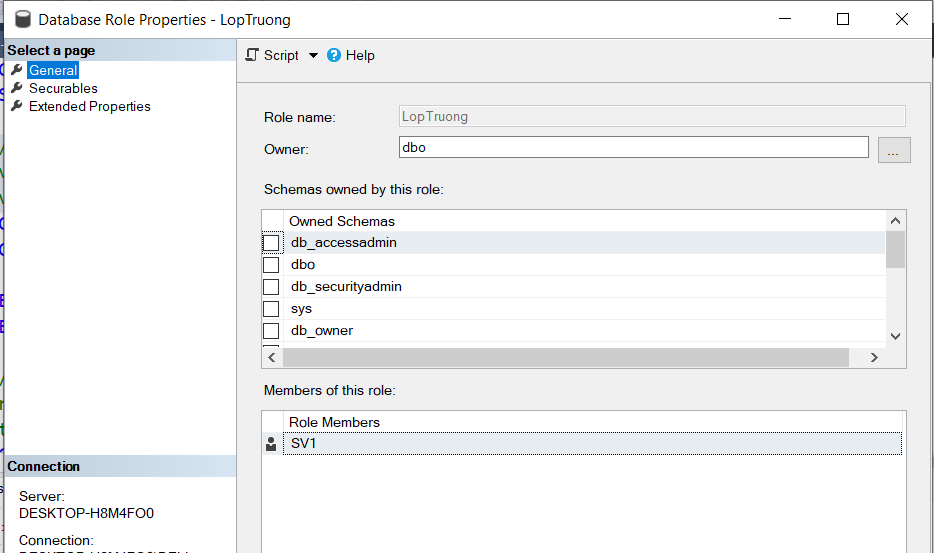 Database Role Properties - LopTruong
Select a page
General
Securables
Extended Properties
Script
Help
Role name:
LopTruong
Owner:
dbo
...
Schemas owned by this role:
Owned Schemas
db_accessadmin
dbo
db_securityadmin
sys
db_owner
Members of this role:
Role Members
SV1
Connection
Server:
DESKTOP-H8M4FO0
Connection: